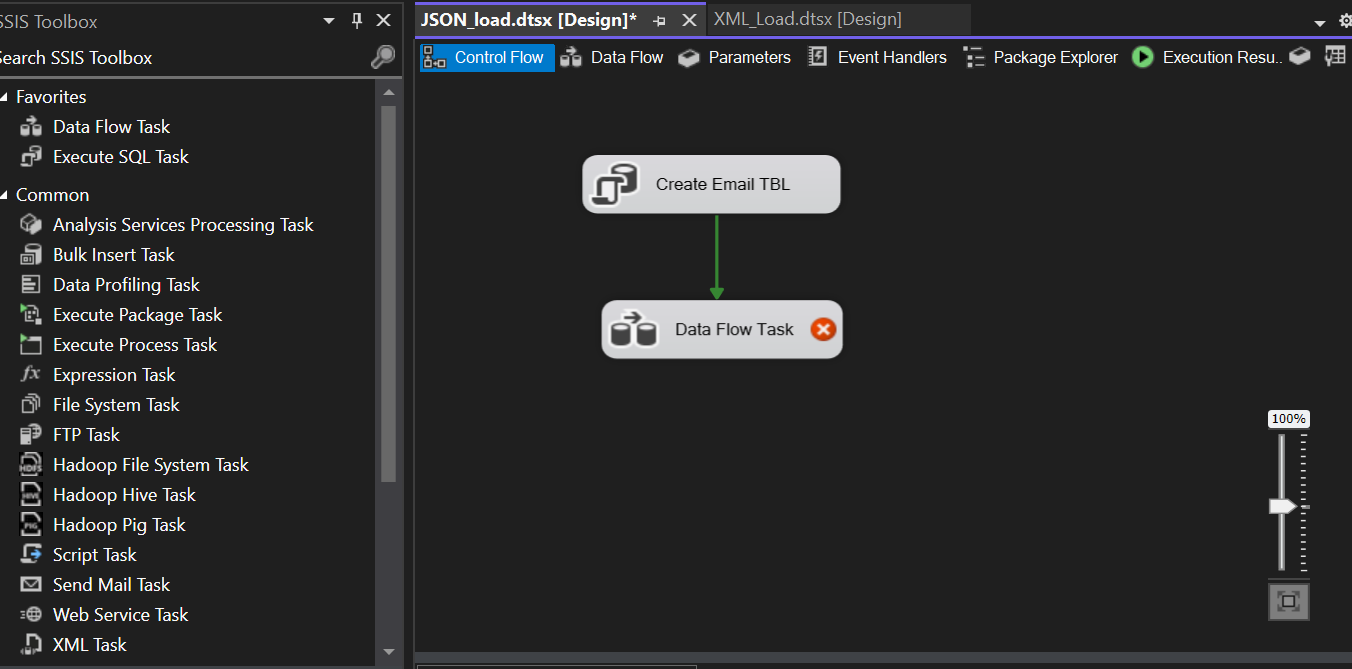 SSIS Toolbox
Search SSIS Toolbox
Favorites
Data Flow Task
Execute SQL Task
Common
Analysis Services Processing Task
Bulk Insert Task
Data Profiling Task
Execute Package Task
Execute Process Task
Expression Task
File System Task
FTP Task
Hadoop File System Task
Hadoop Hive Task
Hadoop Pig Task
Script Task
Send Mail Task
Web Service Task
XML Task
JSON_load.dtsx [Design]*
XML_Load.dtsx [Design]
Control Flow
Data Flow
Parameters
Event Handlers
Package Explorer
Execution Resu..
Create Email TBL
Data Flow Task
100%